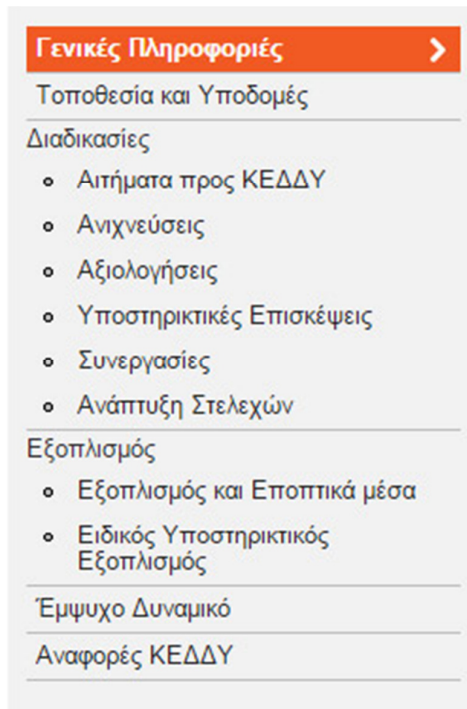 Γενικές Πληροφορίες
Τοποθεσία και Υποδομές
Διαδικασίες
Αιτήματα προς ΚΕΔΔΥ
Ανιχνεύσεις
Αξιολογήσεις
Υποστηρικτικές Επισκέψεις
Συνεργασίες
Ανάπτυξη Στελεχών
Εξοπλισμός
Εξοπλισμός και Εποπτικά μέσα
Ειδικός Υποστηρικτικός
Εξοπλισμός
Έμψυχο Δυναμικό
Αναφορές ΚΕΔΔΥ